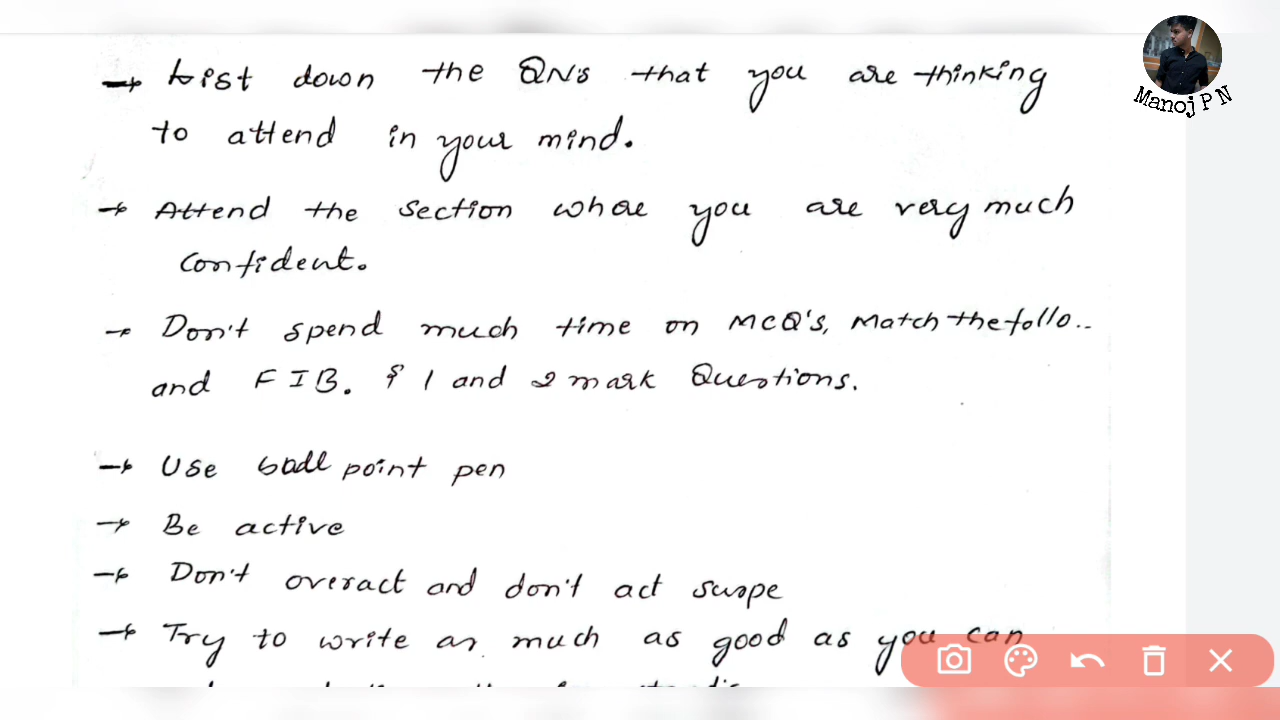 → List down the QNs that you are thinking
to attend in your mind.
→ Attend the section where you are very much
confident.
→ Don't spend much time on MCQ's, Match the follo..
and FIB. & 1 and 2 mark Questions.
→ Use ball point pen
→ Be active
→ Don't overact and don't act
→ Try to write as much as good as you can
Manoj P N